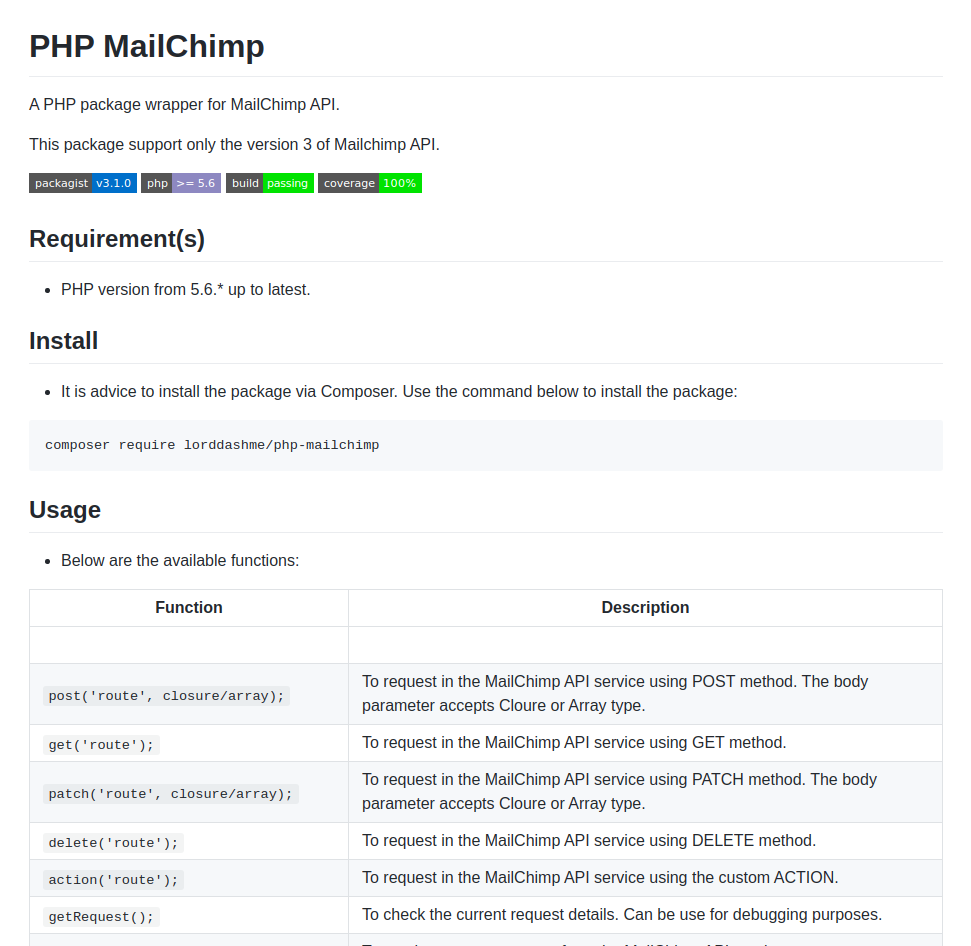 PHP MailChimp
A PHP package wrapper for MailChimp API.
This package support only the version 3 of Mailchimp API.
packagist v3.1.0 php >= 5.6 build passing coverage 100%
Requirement(s)
• PHP version from 5.6.* up to latest.
Install
• It is advice to install the package via Composer. Use the command below to install the package:
composer require lorddashme/php-mailchimp
Usage
• Below are the available functions:
Function Description
post('route', closure/array); To request in the MailChimp API service using POST method. The body
parameter accepts Cloure or Array type.
get('route'); To request in the MailChimp API service using GET method.
patch('route', closure/array); To request in the MailChimp API service using PATCH method. The body
parameter accepts Cloure or Array type.
delete('route'); To request in the MailChimp API service using DELETE method.
action('route'); To request in the MailChimp API service using the custom ACTION.
getRequest(); To check the current request details. Can be use for debugging purposes.